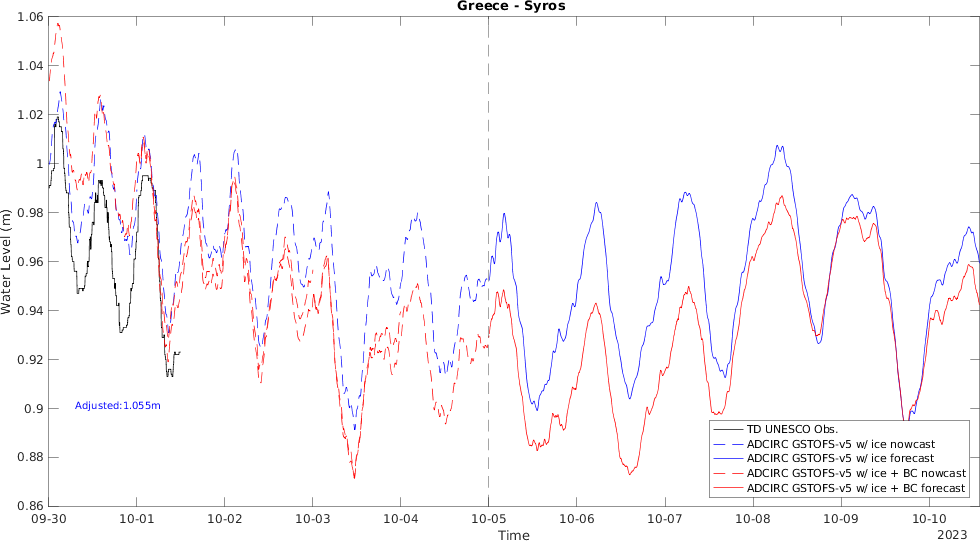 Greece - Syros
1.06
1.04
1.02
1
0.98
0.96
0.94
0.92
0.9
0.88
0.86
Water Level (m)
Adjusted:1.055m
TD UNESCO Obs.
ADCIRC GSTOFS-v5 w/ ice nowcast
ADCIRC GSTOFS-v5 w/ ice forecast
ADCIRC GSTOFS-v5 w/ ice + BC nowcast
ADCIRC GSTOFS-v5 w/ ice + BC forecast
09-30 10-01 10-02 10-03 10-04 10-05 10-06 10-07 10-08 10-09 10-10
Time
2023